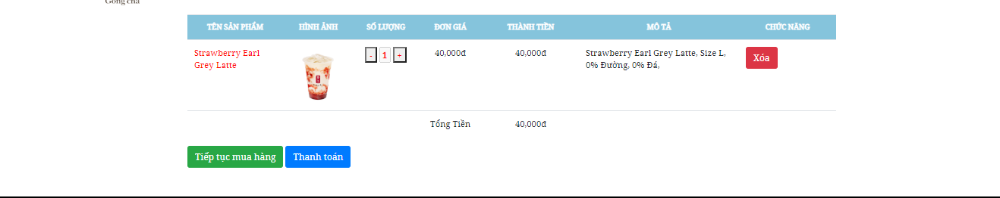 Gong cha
TÊN SẢN PHẨM HÌNH ẢNH SỐ LƯỢNG ĐƠN GIÁ THÀNH TIỀN MÔ TẢ CHỨC NĂNG
Strawberry Earl - 1 + 40,000đ 40,000đ Strawberry Earl Grey Latte, Size L, Xóa
Grey Latte 0% Đường, 0% Đá,
Tổng Tiền 40,000đ
Tiếp tục mua hàng Thanh toán